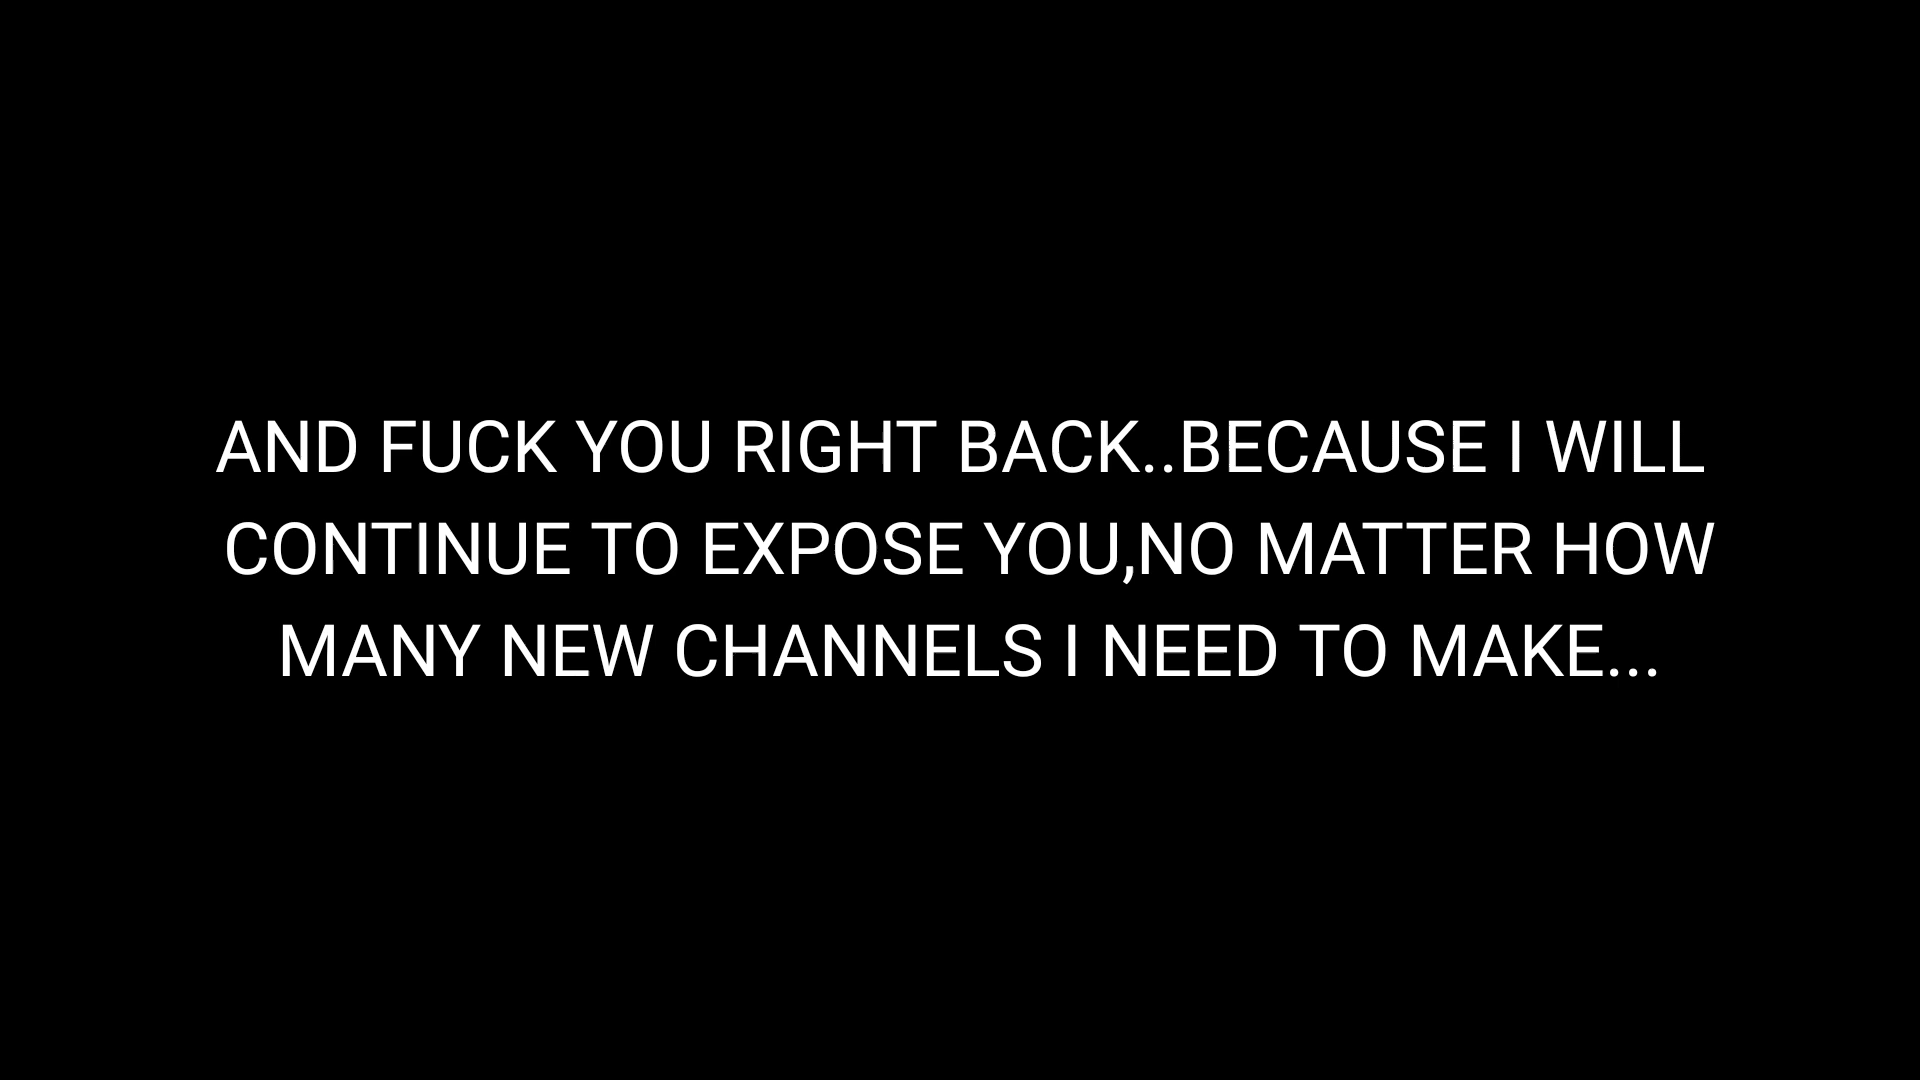 AND FUCK YOU RIGHT BACK..BECAUSE I WILL
CONTINUE TO EXPOSE YOU,NO MATTER HOW
MANY NEW CHANNELS I NEED TO MAKE...